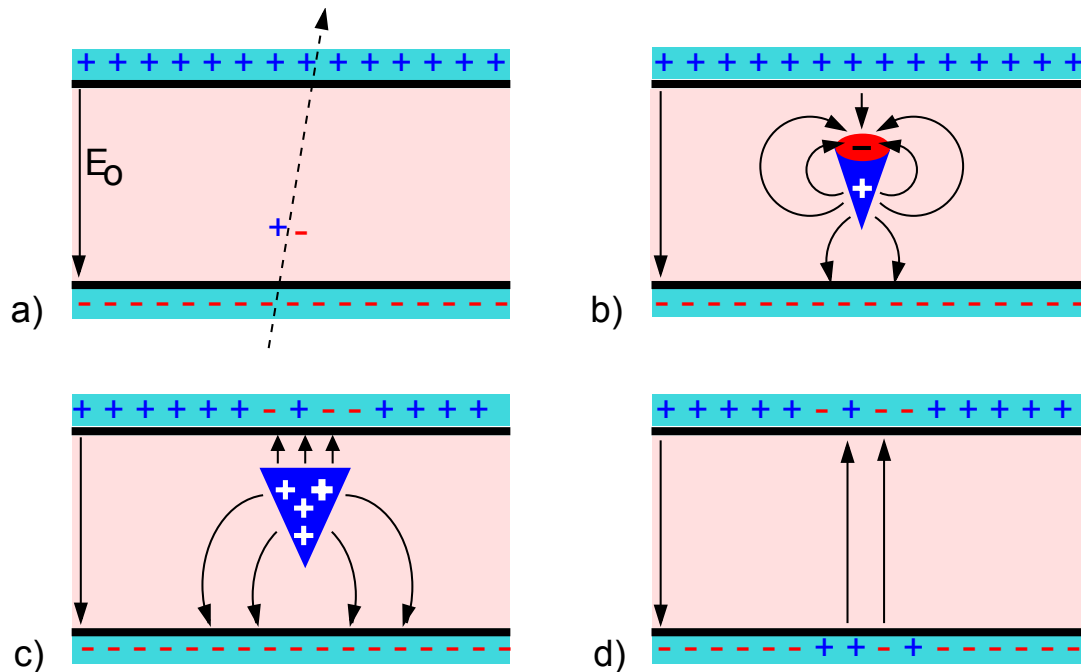 + + + + + + + + + + + + + +
E₀
+ -
- - - - - - - - - - - - - - - - - - -
a)
+ + + + + + + + + + + + + +
-
+
- - - - - - - - - - - - - - - - - - -
b)
+ + + + + + - + - - + + + +
+ +
+
+
- - - - - - - - - - - - - - - - - - -
c)
+ + + + + - + - - + + + + +
- - - - - - - + + - + - - - - - - -
d)